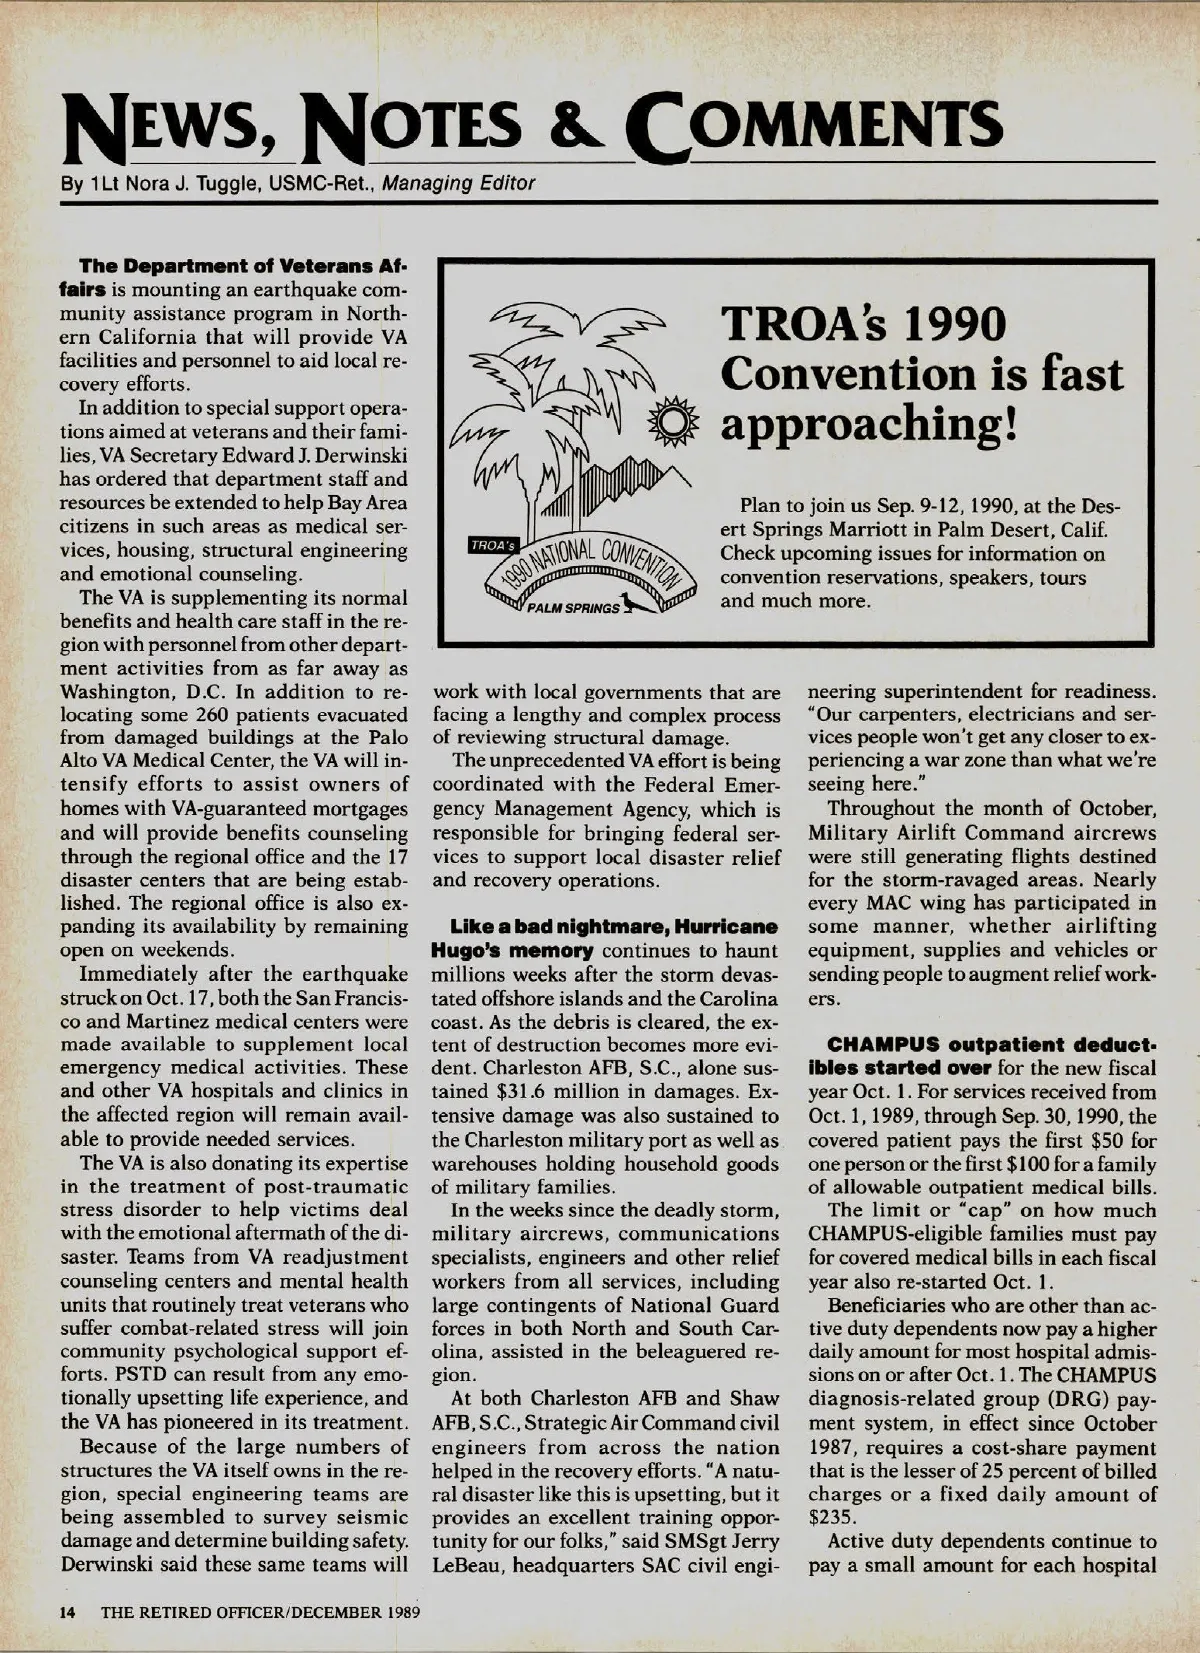 NEWS, NOTES & COMMENTS
By 1Lt Nora J. Tuggle, USMC-Ret., Managing Editor
The Department of Veterans Af-
fairs is mounting an earthquake com-
munity assistance program in North-
ern California that will provide VA
facilities and personnel to aid local re-
covery efforts.
In addition to special support opera-
tions aimed at veterans and their fami-
lies, VA Secretary Edward J. Derwinski
has ordered that department staff and
resources be extended to help Bay Area
citizens in such areas as medical ser-
vices, housing, structural engineering
and emotional counseling.
The VA is supplementing its normal
benefits and health care staff in the re-
gion with personnel from other depart-
ment activities from as far away as
Washington, D.C. In addition to re-
locating some 260 patients evacuated
from damaged buildings at the Palo
Alto VA Medical Center, the VA will in-
tensify efforts to assist owners of
homes with VA-guaranteed mortgages
and will provide benefits counseling
through the regional office and the 17
disaster centers that are being estab-
lished. The regional office is also ex-
panding its availability by remaining
open on weekends.
Immediately after the earthquake
struck on Oct. 17, both the San Francis-
co and Martinez medical centers were
made available to supplement local
emergency medical activities. These
and other VA hospitals and clinics in
the affected region will remain avail-
able to provide needed services.
The VA is also donating its expertise
in the treatment of post-traumatic
stress disorder to help victims deal
with the emotional aftermath of the di-
saster. Teams from VA readjustment
counseling centers and mental health
units that routinely treat veterans who
suffer combat-related stress will join
community psychological support ef-
forts. PSTD can result from any emo-
tionally upsetting life experience, and
the VA has pioneered in its treatment.
Because of the large numbers of
structures the VA itself owns in the re-
gion, special engineering teams are
being assembled to survey seismic
damage and determine building safety.
Derwinski said these same teams will
TROA's
1990 NATIONAL CONVENTION
PALM SPRINGS
TROA's 1990
Convention is fast
approaching!
Plan to join us Sep. 9-12, 1990, at the Des-
ert Springs Marriott in Palm Desert, Calif.
Check upcoming issues for information on
convention reservations, speakers, tours
and much more.
work with local governments that are
facing a lengthy and complex process
of reviewing structural damage.
The unprecedented VA effort is being
coordinated with the Federal Emer-
gency Management Agency, which is
responsible for bringing federal ser-
vices to support local disaster relief
and recovery operations.
Like a bad nightmare, Hurricane
Hugo's memory continues to haunt
millions weeks after the storm devas-
tated offshore islands and the Carolina
coast. As the debris is cleared, the ex-
tent of destruction becomes more evi-
dent. Charleston AFB, S.C., alone sus-
tained $31.6 million in damages. Ex-
tensive damage was also sustained to
the Charleston military port as well as
warehouses holding household goods
of military families.
In the weeks since the deadly storm,
military aircrews, communications
specialists, engineers and other relief
workers from all services, including
large contingents of National Guard
forces in both North and South Car-
olina, assisted in the beleaguered re-
gion.
At both Charleston AFB and Shaw
AFB, S.C., Strategic Air Command civil
engineers from across the nation
helped in the recovery efforts. “A natu-
ral disaster like this is upsetting, but it
provides an excellent training oppor-
tunity for our folks,” said SMSgt Jerry
LeBeau, headquarters SAC civil engi-
neering superintendent for readiness.
“Our carpenters, electricians and ser-
vices people won't get any closer to ex-
periencing a war zone than what we're
seeing here.”
Throughout the month of October,
Military Airlift Command aircrews
were still generating flights destined
for the storm-ravaged areas. Nearly
every MAC wing has participated in
some manner, whether airlifting
equipment, supplies and vehicles or
sending people to augment relief work-
ers.
CHAMPUS outpatient deduct-
ibles started over for the new fiscal
year Oct. 1. For services received from
Oct. 1, 1989, through Sep. 30, 1990, the
covered patient pays the first $50 for
one person or the first $100 for a family
of allowable outpatient medical bills.
The limit or “cap” on how much
CHAMPUS-eligible families must pay
for covered medical bills in each fiscal
year also re-started Oct. 1.
Beneficiaries who are other than ac-
tive duty dependents now pay a higher
daily amount for most hospital admis-
sions on or after Oct. 1. The CHAMPUS
diagnosis-related group (DRG) pay-
ment system, in effect since October
1987, requires a cost-share payment
that is the lesser of 25 percent of billed
charges or a fixed daily amount of
$235.
Active duty dependents continue to
pay a small amount for each hospital
14 THE RETIRED OFFICER/DECEMBER 1989